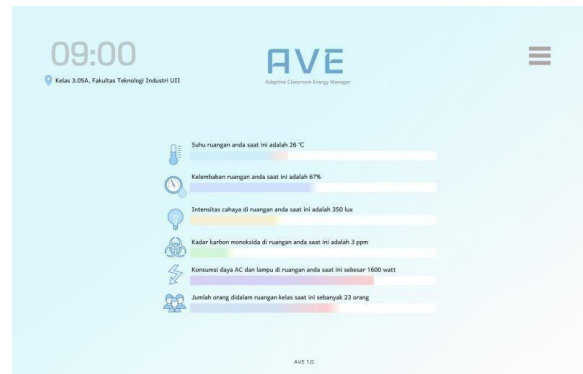 09:00
Kelas 3.05A, Fakultas Teknologi Industri UII
AVE
Adaptive Classroom Energy Manager
Suhu ruangan anda saat ini adalah 26 °C
Kelembaban ruangan anda saat ini adalah 67%
Intensitas cahaya di ruangan anda saat ini adalah 350 lux
Kadar karbon monoksida di ruangan anda saat ini adalah 3 ppm
Konsumsi daya AC dan lampu di ruangan anda saat ini sebesar 1600 watt
Jumlah orang didalam ruangan kelas saat ini sebanyak 23 orang
AVE 1.0